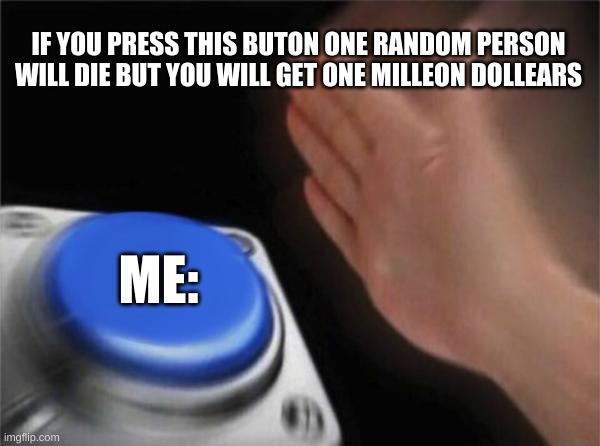 IF YOU PRESS THIS BUTON ONE RANDOM PERSON
WILL DIE BUT YOU WILL GET ONE MILLEON DOLLEARS
ME:
imgflip.com